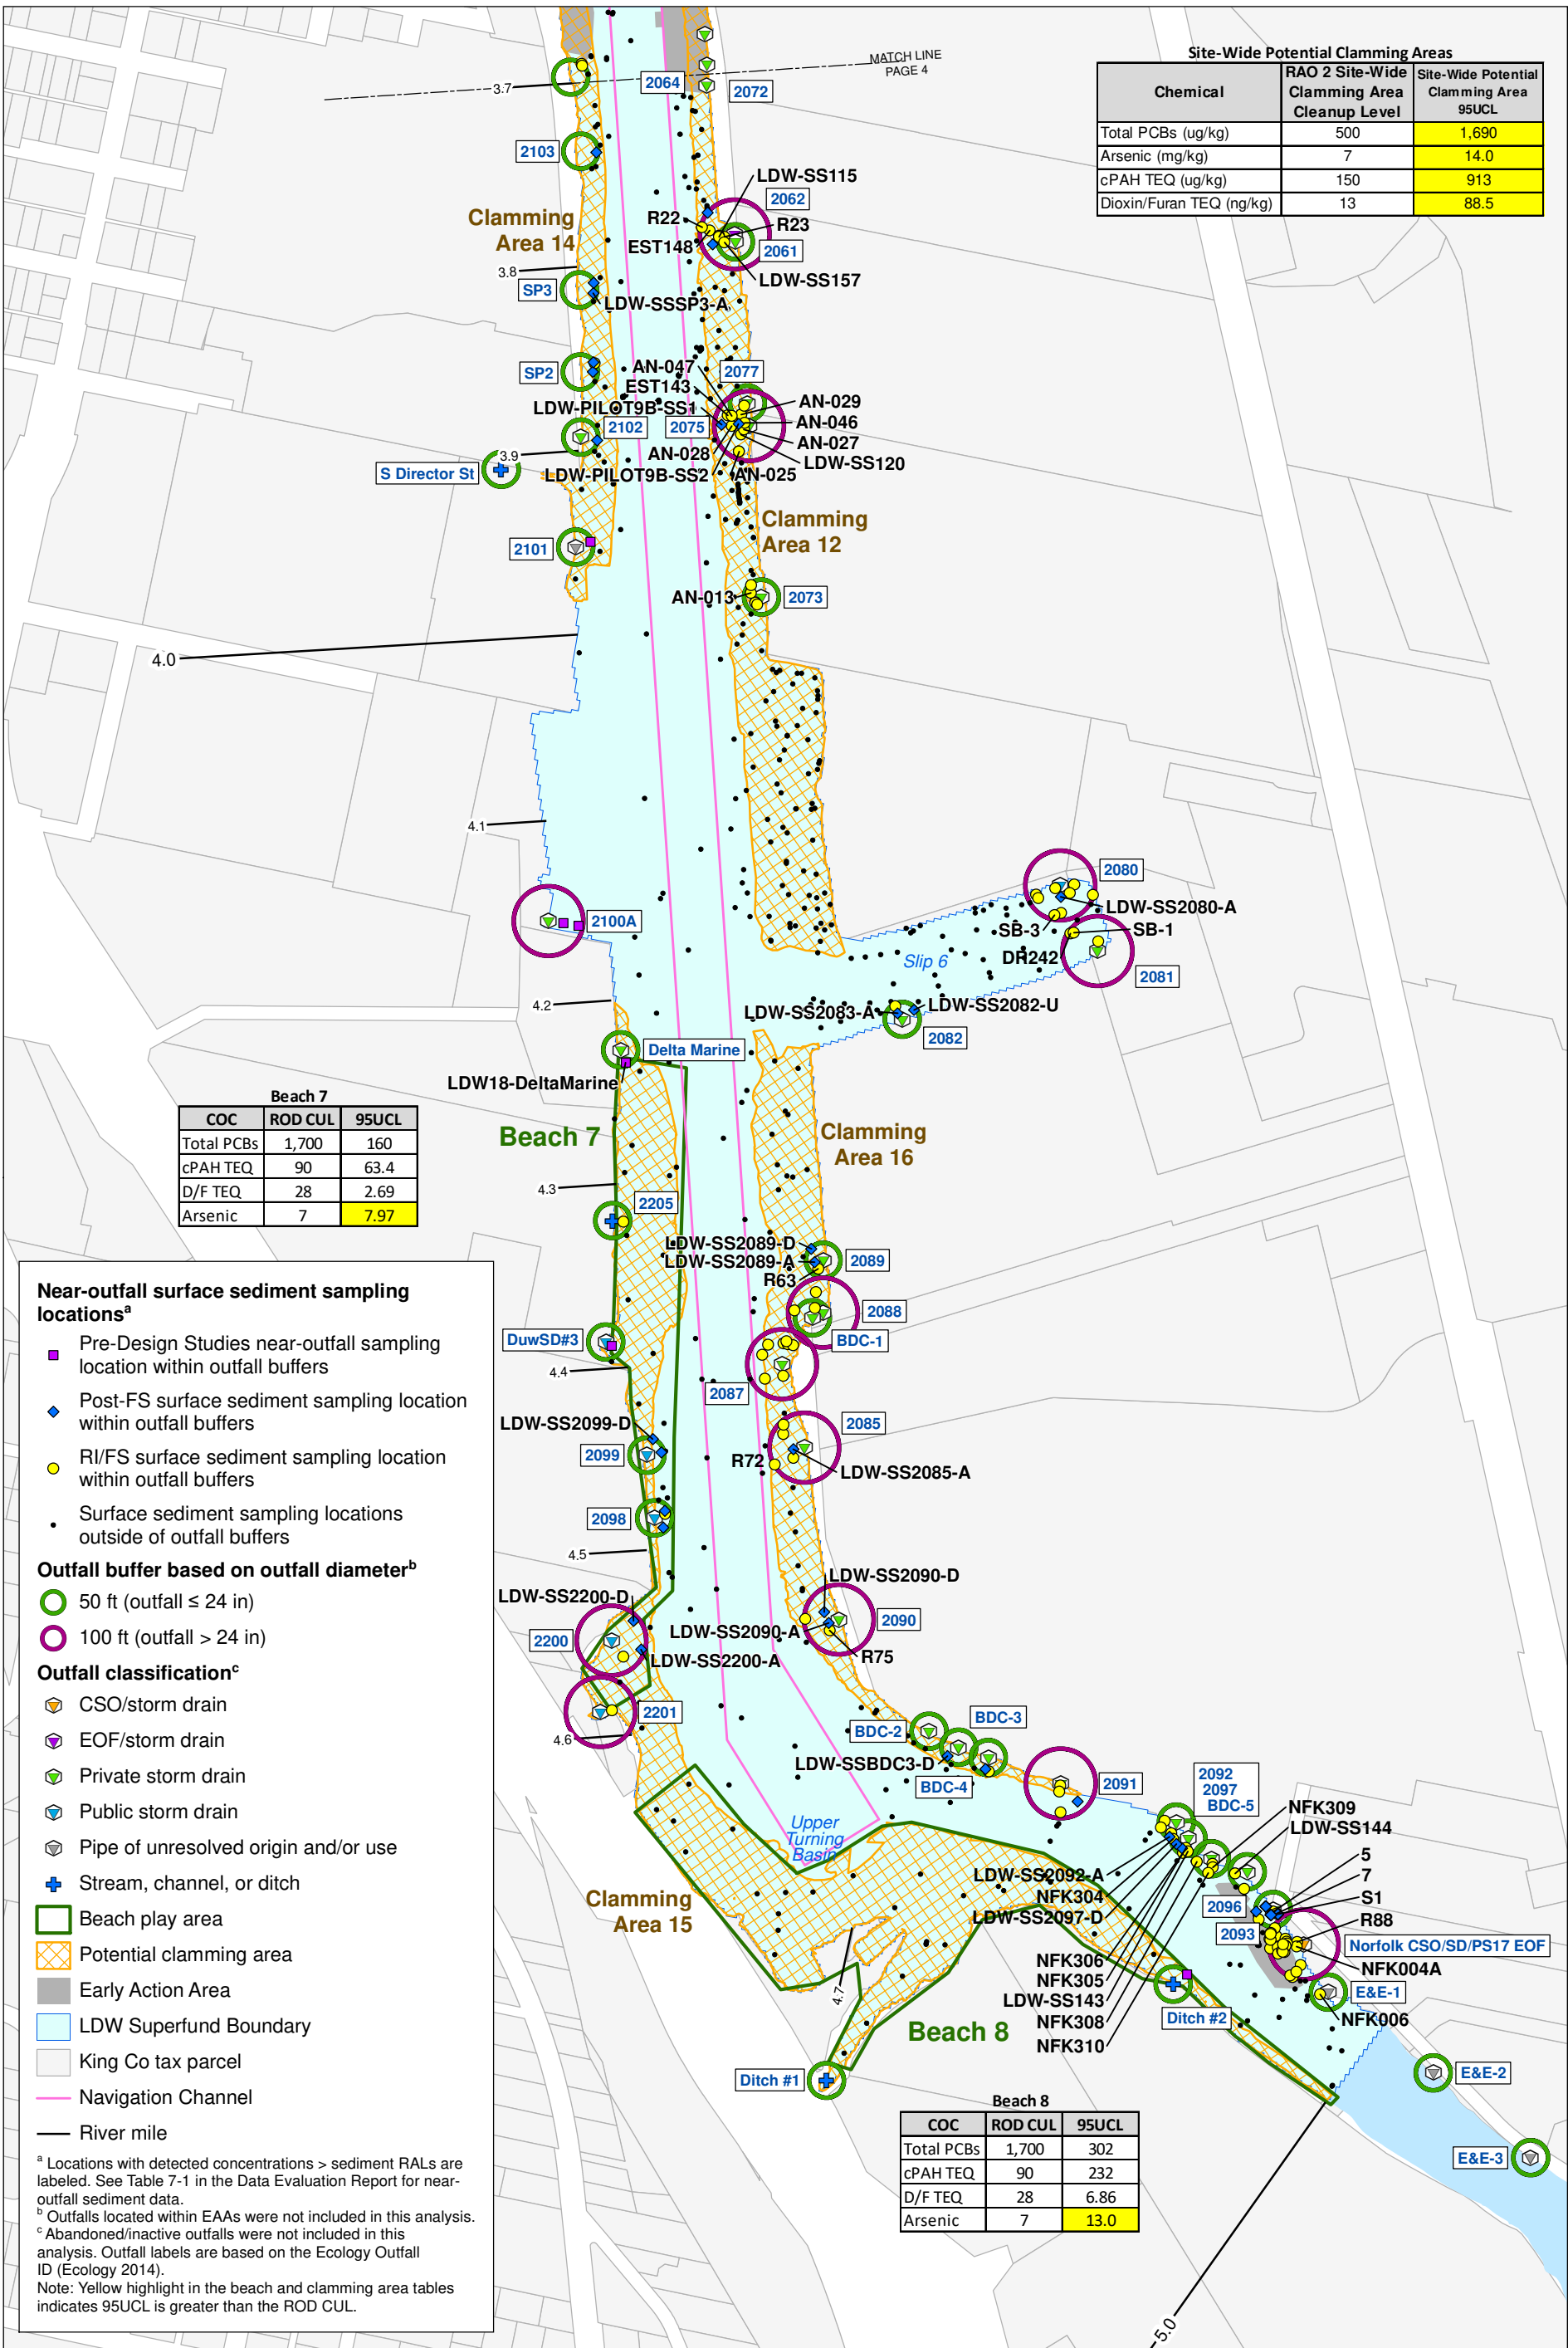 MATCH LINE
PAGE 4
3.7
2064
2072
Site-Wide Potential Clamming Areas
Chemical
RAO 2 Site-Wide
Clamming Area
Cleanup Level
Site-Wide Potential
Clamming Area
95UCL
Total PCBs (ug/kg) 500 1,690
Arsenic (mg/kg) 7 14.0
cPAH TEQ (ug/kg) 150 913
Dioxin/Furan TEQ (ng/kg) 13 88.5
2103
LDW-SS115
2062
R22
R23
EST148
2061
LDW-SS157
Clamming
Area 14
3.8
SP3
LDW-SSSP3-A
SP2
AN-047
2077
EST143
LDW-PILOT9B-SS1
AN-029
2102
2075
AN-046
AN-027
3.9
AN-028
LDW-SS120
S Director St
LDW-PILOT9B-SS2
AN-025
Clamming
Area 12
2101
AN-013
2073
4.0
4.1
2080
LDW-SS2080-A
2100A
SB-3
SB-1
DR242
Slip 6
2081
4.2
LDW-SS2083-A
LDW-SS2082-U
2082
Delta Marine
LDW18-DeltaMarine
Beach 7
COC ROD CUL 95UCL
Total PCBs 1,700 160
cPAH TEQ 90 63.4
D/F TEQ 28 2.69
Arsenic 7 7.97
Beach 7
Clamming
Area 16
4.3
2205
LDW-SS2089-D
LDW-SS2089-A
2089
R63
2088
DuwSD#3
BDC-1
4.4
2087
LDW-SS2099-D
2085
2099
R72
LDW-SS2085-A
2098
4.5
LDW-SS2090-D
LDW-SS2200-D
2090
2200
LDW-SS2090-A
R75
LDW-SS2200-A
2201
4.6
BDC-2
BDC-3
LDW-SSBDC3-D
BDC-4
2091
2092
2097
BDC-5
NFK309
LDW-SS144
Upper
Turning
Basin
5
7
LDW-SS2092-A
S1
NFK304
2096
R88
LDW-SS2097-D
2093
Norfolk CSO/SD/PS17 EOF
Clamming
Area 15
NFK306
NFK004A
NFK305
E&E-1
LDW-SS143
NFK308
Ditch #2
NFK006
NFK310
4.7
Beach 8
Ditch #1
E&E-2
E&E-3
Beach 8
COC ROD CUL 95UCL
Total PCBs 1,700 302
cPAH TEQ 90 232
D/F TEQ 28 6.86
Arsenic 7 13.0
5.0
Near-outfall surface sediment sampling
locationsa
Pre-Design Studies near-outfall sampling
location within outfall buffers
Post-FS surface sediment sampling location
within outfall buffers
RI/FS surface sediment sampling location
within outfall buffers
Surface sediment sampling locations
outside of outfall buffers
Outfall buffer based on outfall diameterb
50 ft (outfall ≤ 24 in)
100 ft (outfall > 24 in)
Outfall classificationc
CSO/storm drain
EOF/storm drain
Private storm drain
Public storm drain
Pipe of unresolved origin and/or use
Stream, channel, or ditch
Beach play area
Potential clamming area
Early Action Area
LDW Superfund Boundary
King Co tax parcel
Navigation Channel
River mile
a Locations with detected concentrations > sediment RALs are
labeled. See Table 7-1 in the Data Evaluation Report for near-
outfall sediment data.
b Outfalls located within EAAs were not included in this analysis.
c Abandoned/inactive outfalls were not included in this
analysis. Outfall labels are based on the Ecology Outfall
ID (Ecology 2014).
Note: Yellow highlight in the beach and clamming area tables
indicates 95UCL is greater than the ROD CUL.